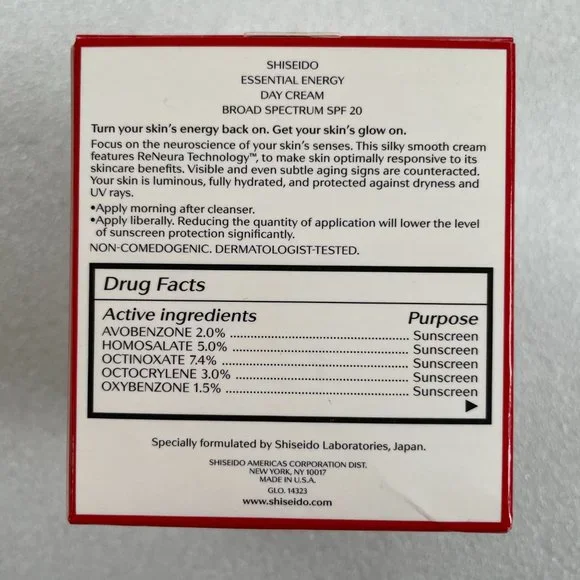 SHISEIDO
ESSENTIAL ENERGY
DAY CREAM
BROAD SPECTRUM SPF 20
Turn your skin's energy back on. Get your skin's glow on.
Focus on the neuroscience of your skin's senses. This silky smooth cream
features ReNeura Technology™, to make skin optimally responsive to its
skincare benefits. Visible and even subtle aging signs are counteracted.
Your skin is luminous, fully hydrated, and protected against dryness and
UV rays.
•Apply morning after cleanser.
•Apply liberally. Reducing the quantity of application will lower the level
of sunscreen protection significantly.
NON-COMEDOGENIC. DERMATOLOGIST-TESTED.
Drug Facts
Active ingredients Purpose
AVOBENZONE 2.0% ........................................ Sunscreen
HOMOSALATE 5.0% ........................................ Sunscreen
OCTINOXATE 7.4% ........................................ Sunscreen
OCTOCRYLENE 3.0% ........................................ Sunscreen
OXYBENZONE 1.5% ........................................ Sunscreen
Specially formulated by Shiseido Laboratories, Japan.
SHISEIDO AMERICAS CORPORATION DIST.
NEW YORK, NY 10017
MADE IN U.S.A.
GLO. 14323
www.shiseido.com